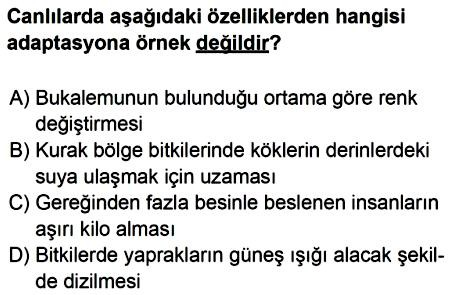 Canlılarda aşağıdaki özelliklerden hangisi
adaptasyona örnek değildir?
A) Bukalemunun bulunduğu ortama göre renk
değiştirmesi
B) Kurak bölge bitkilerinde köklerin derinlerdeki
suya ulaşmak için uzaması
C) Gereğinden fazla besinle beslenen insanların
aşırı kilo alması
D) Bitkilerde yaprakların güneş ışığı alacak şekil-
de dizilmesi